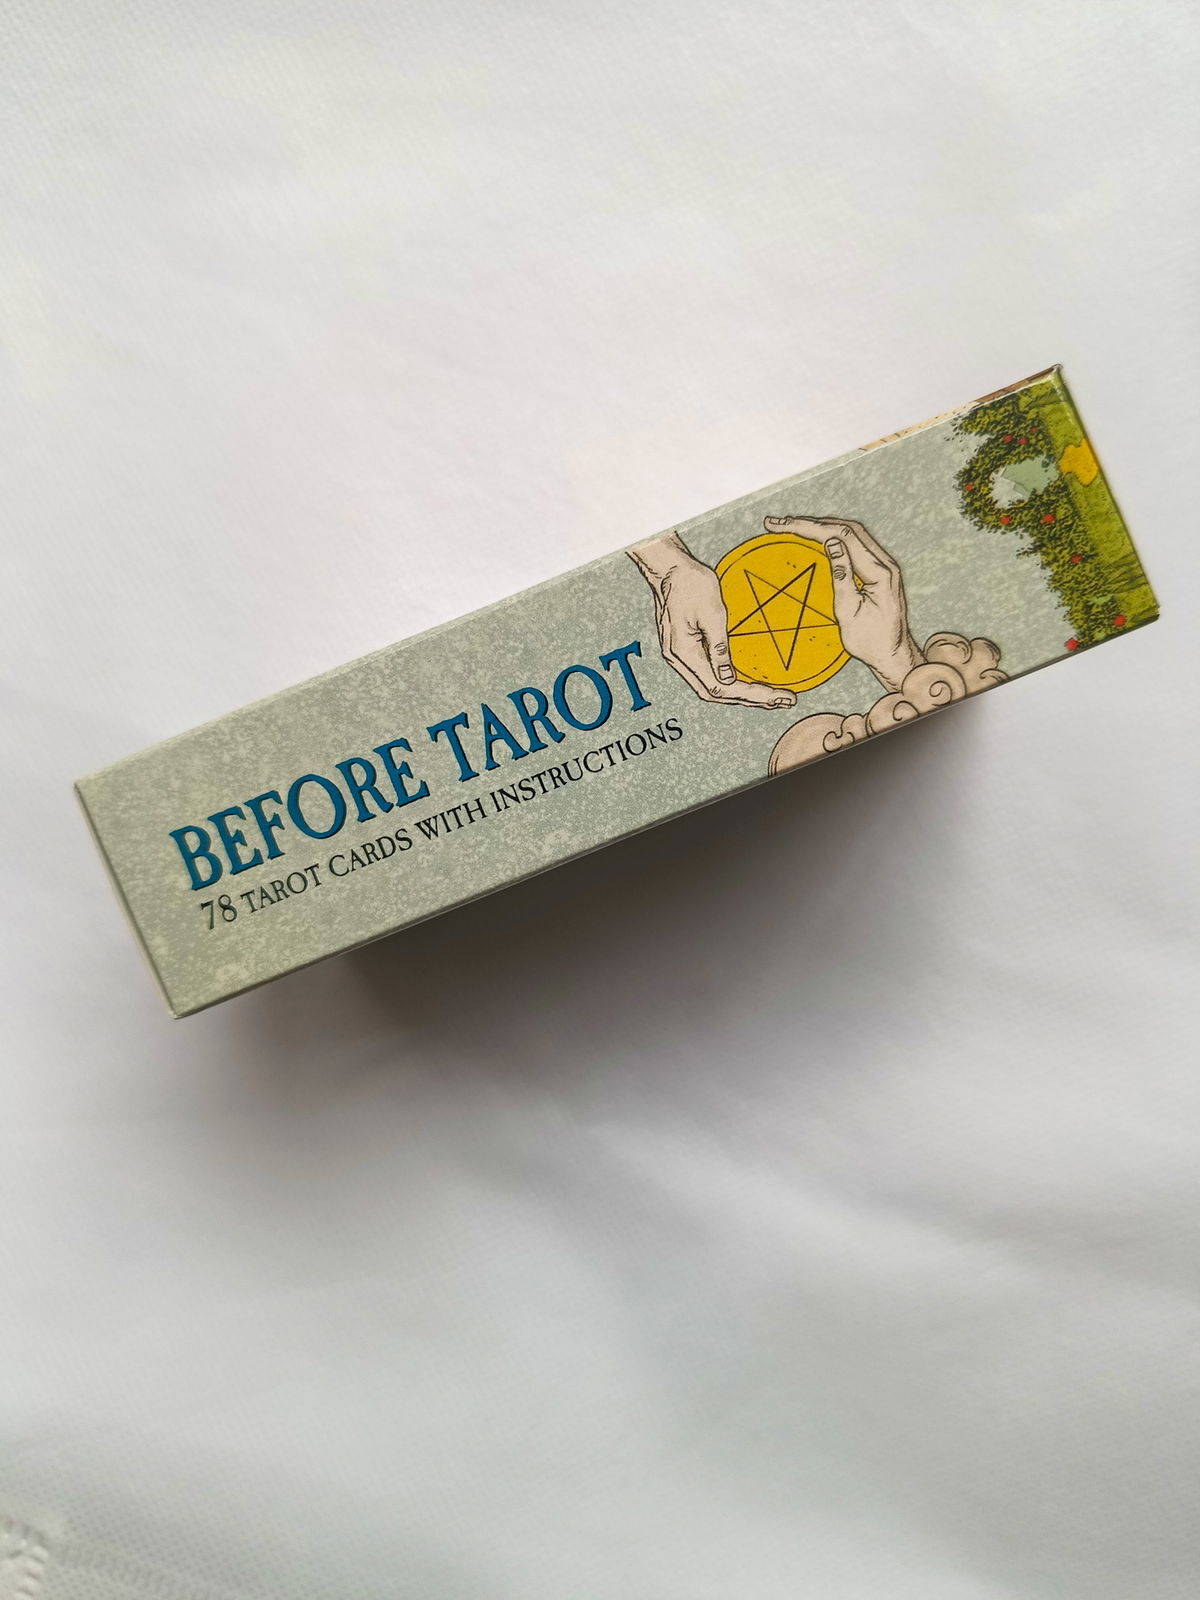 BEFORE TAROT
78 TAROT CARDS WITH INSTRUCTIONS